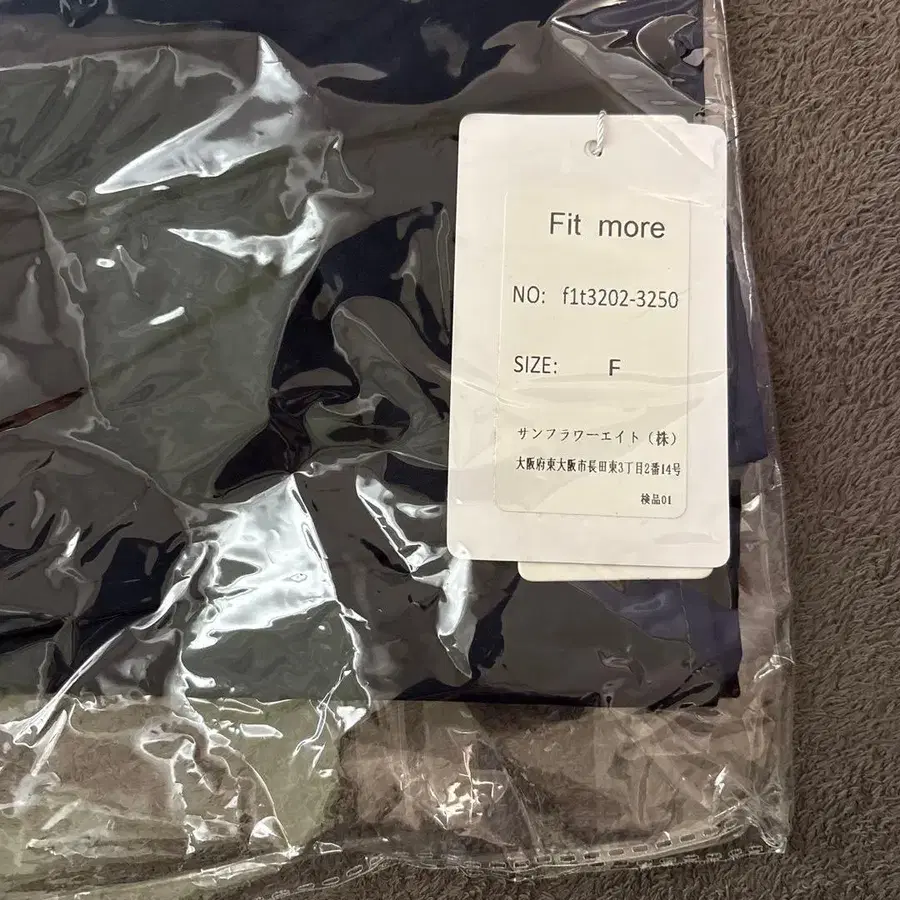 Fit more
NO: f1t3202-3250
SIZE: F
サンフラワーエイト（株）
大阪府東大阪市長田東3丁目2番14号
検品01